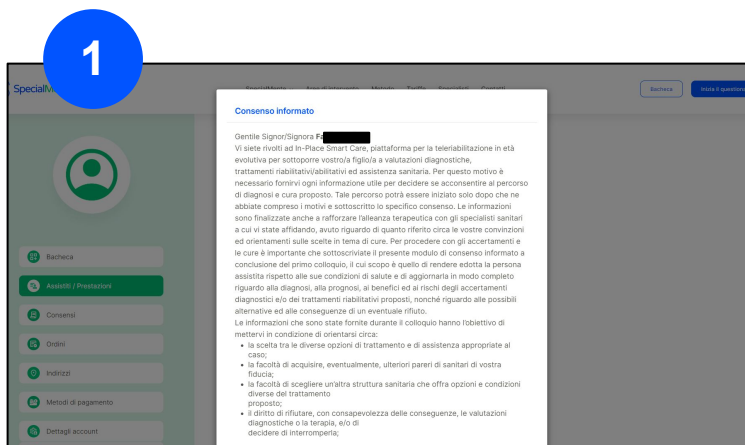 1
Special
SpecialMente Aree di intervento Metodo Tariffe Specialisti Contatti
Bacheca
Inizia il questiona
Consenso informato
Gentile Signor/Signora Fa
Vi siete rivolti ad In-Place Smart Care, piattaforma per la teleriabilitazione in età
evolutiva per sottoporre vostro/a figlio/a a valutazioni diagnostiche,
trattamenti riabilitativi/abilitativi ed assistenza sanitaria. Per questo motivo è
necessario fornirvi ogni informazione utile per decidere se acconsentire al percorso
di diagnosi e cura proposto. Tale percorso potrà essere iniziato solo dopo che ne
abbiate compreso i motivi e sottoscritto lo specifico consenso. Le informazioni
sono finalizzate anche a rafforzare l'alleanza terapeutica con gli specialisti sanitari
a cui vi state affidando, avuto riguardo di quanto riferito circa le vostre convinzioni
ed orientamenti sulle scelte in tema di cure. Per procedere con gli accertamenti e
le cure è importante che sottoscriviate il presente modulo di consenso informato a
conclusione del primo colloquio, il cui scopo è quello di rendere edotta la persona
assistita rispetto alle sue condizioni di salute e di aggiornarla in modo completo
riguardo alla diagnosi, alla prognosi, ai benefici ed ai rischi degli accertamenti
diagnostici e/o dei trattamenti riabilitativi proposti, nonché riguardo alle possibili
alternative ed alle conseguenze di un eventuale rifiuto.
Le informazioni che sono state fornite durante il colloquio hanno l'obiettivo di
mettervi in condizione di orientarsi circa:
• la scelta tra le diverse opzioni di trattamento e di assistenza appropriate al
caso;
• la facoltà di acquisire, eventualmente, ulteriori pareri di sanitari di vostra
fiducia;
• la facoltà di scegliere un'altra struttura sanitaria che offra opzioni e condizioni
diverse del trattamento
proposto;
• il diritto di rifiutare, con consapevolezza delle conseguenze, le valutazioni
diagnostiche o la terapia, e/o di
decidere di interromperla;
Bacheca
Assistiti / Prestazioni
Consensi
Ordini
Indirizzi
Metodi di pagamento
Dettagli account